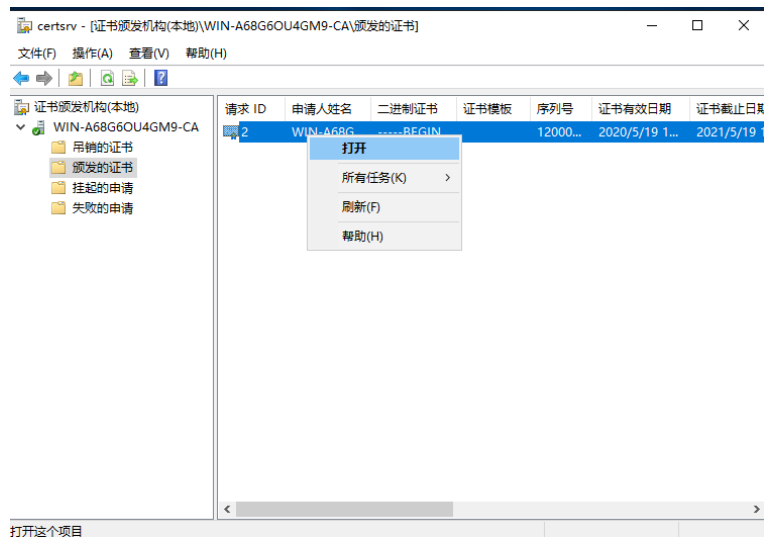 certsrv - [证书颁发机构(本地)\WIN-A68G6OU4GM9-CA\颁发的证书]
文件(F) 操作(A) 查看(V) 帮助(H)
证书颁发机构(本地)
WIN-A68G6OU4GM9-CA
吊销的证书
颁发的证书
挂起的申请
失败的申请
请求 ID 申请人姓名 二进制证书 证书模板 序列号 证书有效日期 证书截止日期
2 WIN-A68G... -----BEGIN... 12000... 2020/5/19 1... 2021/5/19 1
打开
所有任务(K)
刷新(F)
帮助(H)
打开这个项目